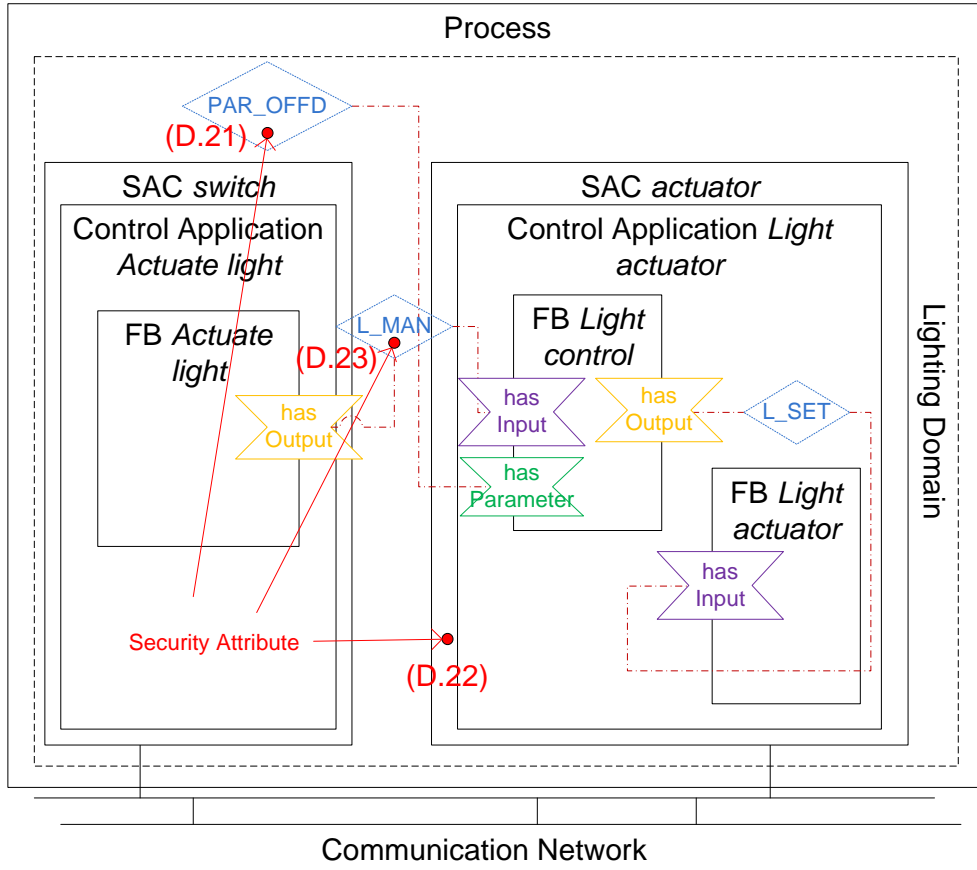 Process
PAR_OFFD
(D.21)
SAC switch
Control Application
Actuate light
FB Actuate
light
has
Output
L_MAN
(D.23)
SAC actuator
Control Application Light
actuator
FB Light
control
has
Input
has
Output
has
Parameter
L_SET
FB Light
actuator
has
Input
Lighting Domain
Security Attribute
(D.22)
Communication Network